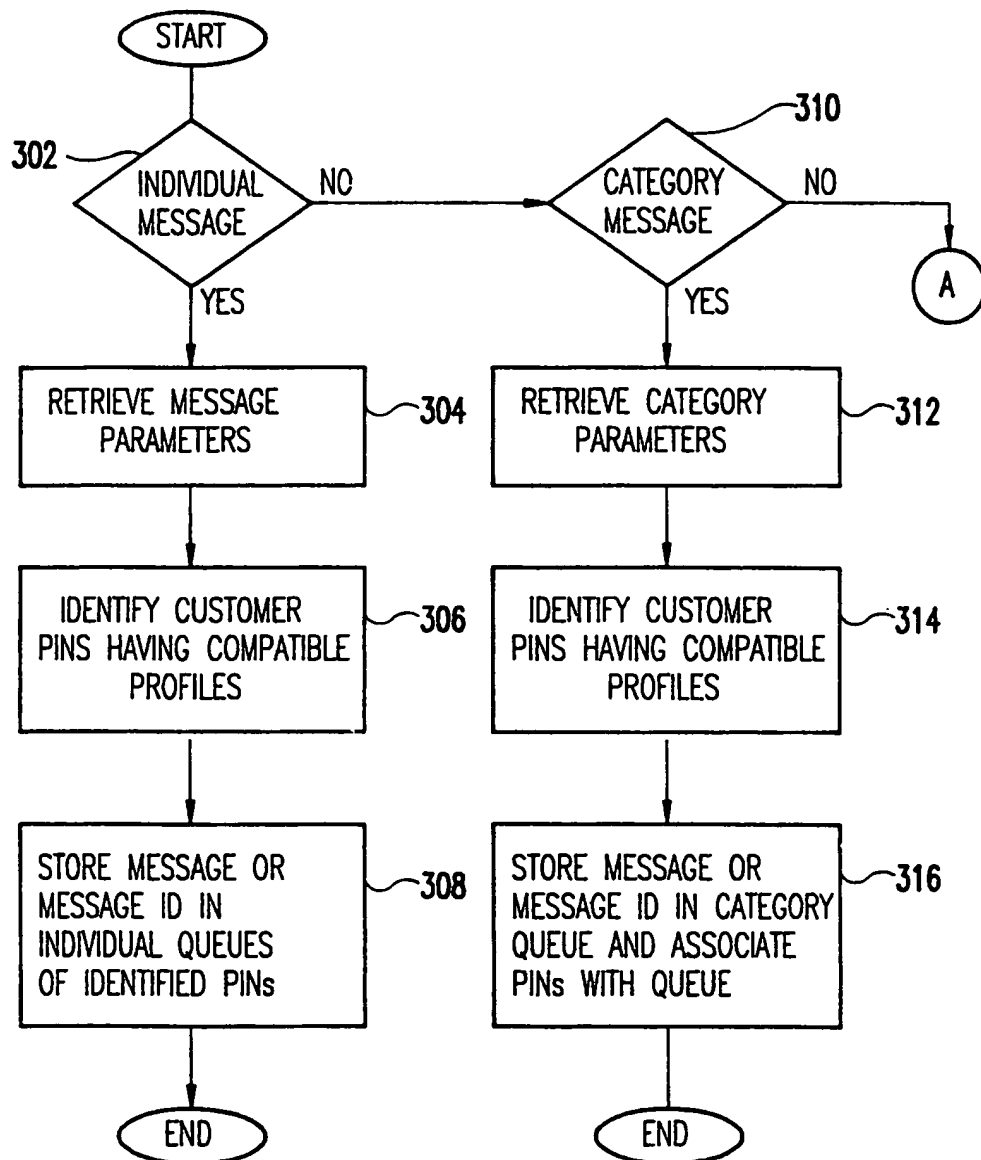 START
302
INDIVIDUAL
MESSAGE
NO
310
CATEGORY
MESSAGE
NO
A
YES
YES
RETRIEVE MESSAGE
PARAMETERS
304
RETRIEVE CATEGORY
PARAMETERS
312
IDENTIFY CUSTOMER
PINS HAVING COMPATIBLE
PROFILES
306
IDENTIFY CUSTOMER
PINS HAVING COMPATIBLE
PROFILES
314
STORE MESSAGE OR
MESSAGE ID IN
INDIVIDUAL QUEUES
OF IDENTIFIED PINs
308
STORE MESSAGE OR
MESSAGE ID IN CATEGORY
QUEUE AND ASSOCIATE
PINs WITH QUEUE
316
END
END